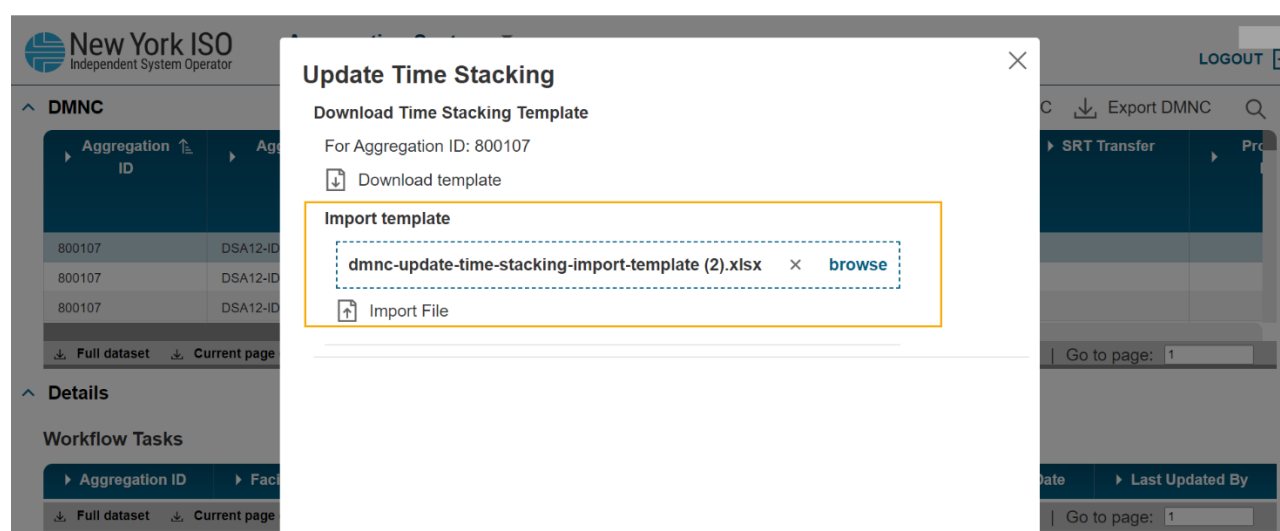 New York ISO
Independent System Operator
LOGOUT
Update Time Stacking
DMNC
Download Time Stacking Template
Export DMNC
Aggregation ID
SRT Transfer
For Aggregation ID: 800107
Download template
Import template
800107 DSA12-ID
dmnc-update-time-stacking-import-template (2).xlsx × browse
800107 DSA12-ID
800107 DSA12-ID
Import File
Full dataset Current page
| Go to page: 1
Details
Workflow Tasks
Aggregation ID
Last Updated By
Full dataset Current page
| Go to page: 1